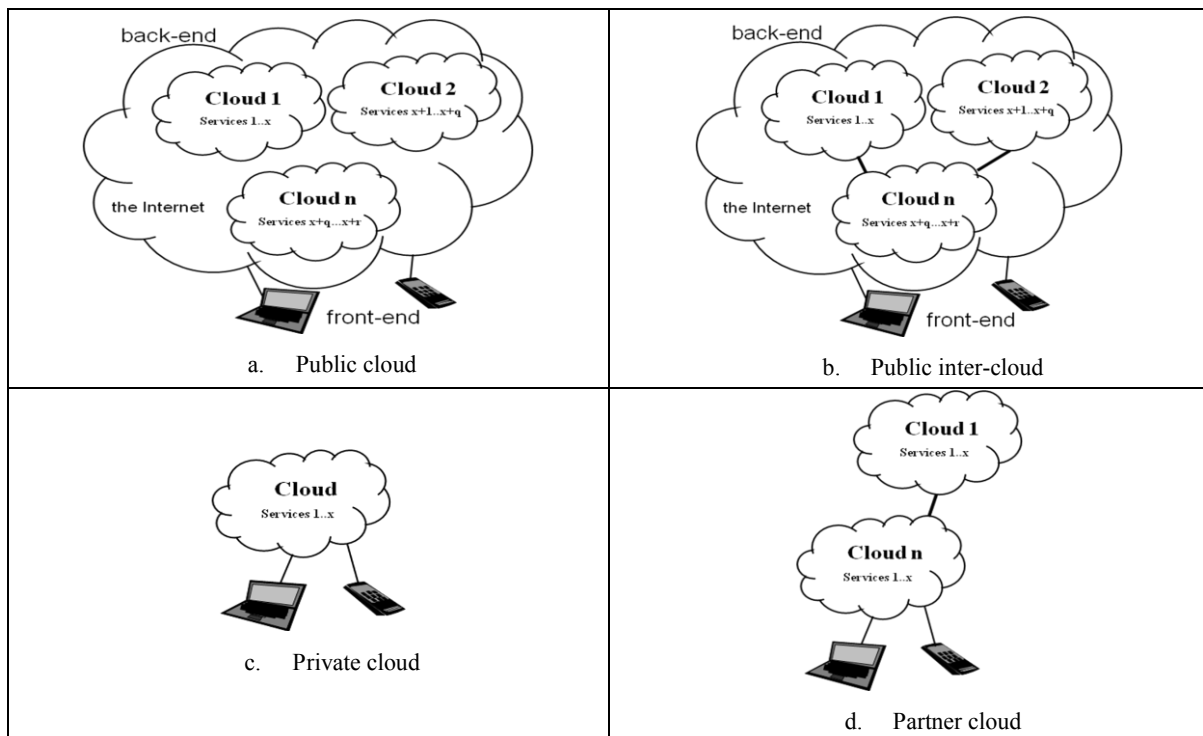 back-end
Cloud 1
Services 1..x
Cloud 2
Services x+1..x+q
the Internet
Cloud n
Services x+q...x+r
front-end
a. Public cloud
back-end
Cloud 1
Services 1..x
Cloud 2
Services x+1..x+q
the Internet
Cloud n
Services x+q...x+r
front-end
b. Public inter-cloud
Cloud
Services 1..x
c. Private cloud
Cloud 1
Services 1..x
Cloud n
Services 1..x
d. Partner cloud